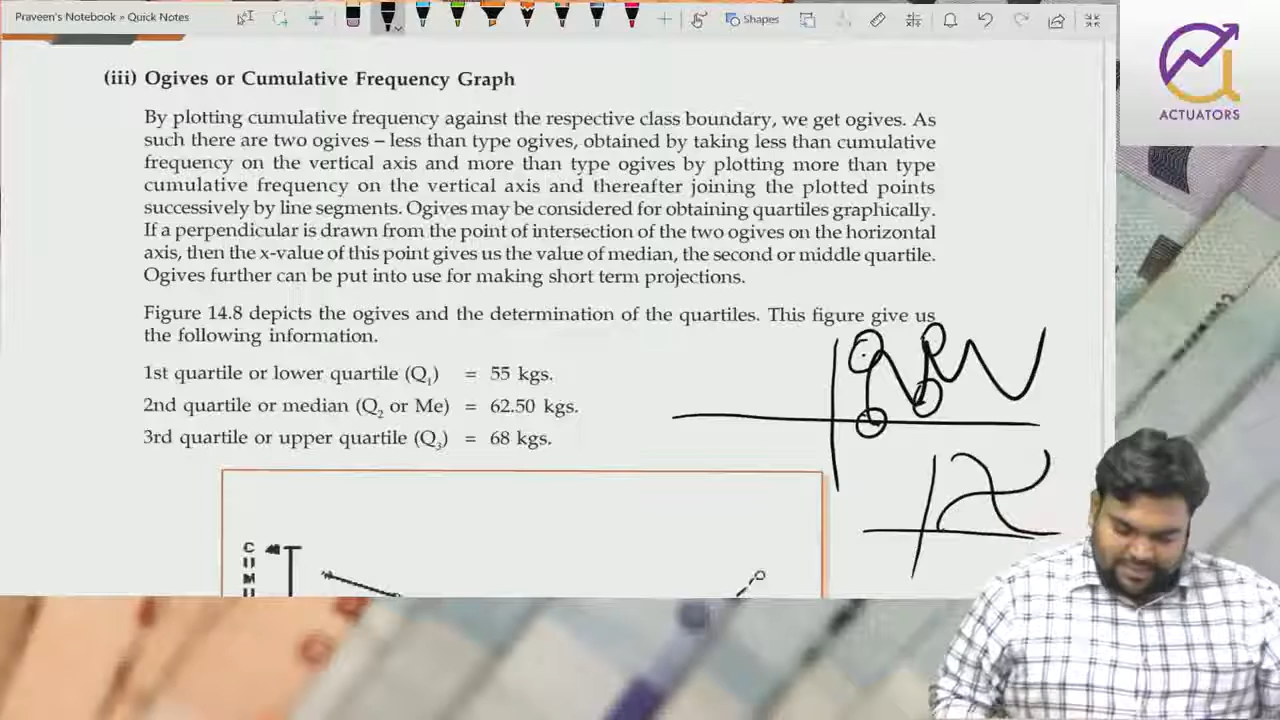 Praveen's Notebook » Quick Notes
Shapes
ACTUATORS
(iii) Ogives or Cumulative Frequency Graph
By plotting cumulative frequency against the respective class boundary, we get ogives. As
such there are two ogives – less than type ogives, obtained by taking less than cumulative
frequency on the vertical axis and more than type ogives by plotting more than type
cumulative frequency on the vertical axis and thereafter joining the plotted points
successively by line segments. Ogives may be considered for obtaining quartiles graphically.
If a perpendicular is drawn from the point of intersection of the two ogives on the horizontal
axis, then the x-value of this point gives us the value of median, the second or middle quartile.
Ogives further can be put into use for making short term projections.
Figure 14.8 depicts the ogives and the determination of the quartiles. This figure give us
the following information.
1st quartile or lower quartile (Q₁) = 55 kgs.
2nd quartile or median (Q₂ or Me) = 62.50 kgs.
3rd quartile or upper quartile (Q₃) = 68 kgs.
C
U
M
U